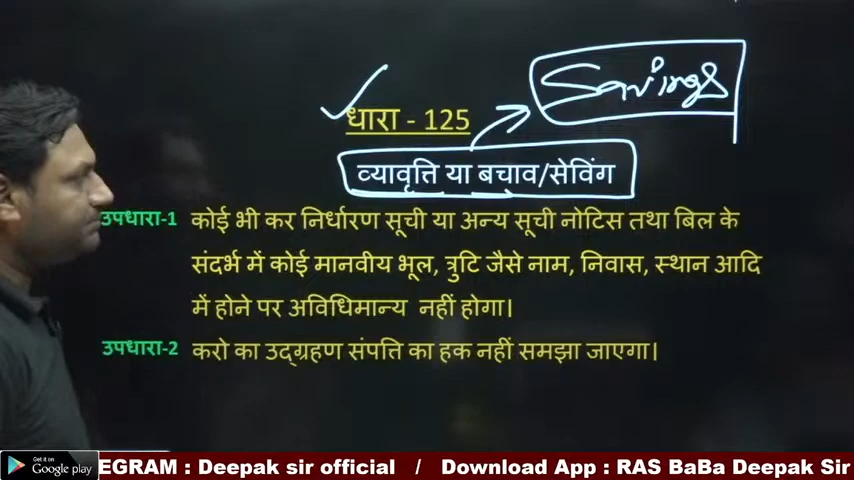 Savings
धारा - 125
व्यावृत्ति या बचाव/सेविंग
उपधारा-1 कोई भी कर निर्धारण सूची या अन्य सूची नोटिस तथा बिल के
संदर्भ में कोई मानवीय भूल, त्रुटि जैसे नाम, निवास, स्थान आदि
में होने पर अविधिमान्य नहीं होगा।
उपधारा-2 करो का उद्ग्रहण संपत्ति का हक नहीं समझा जाएगा।
Get it on
Google play
EGRAM : Deepak sir official / Download App : RAS BaBa Deepak Sir